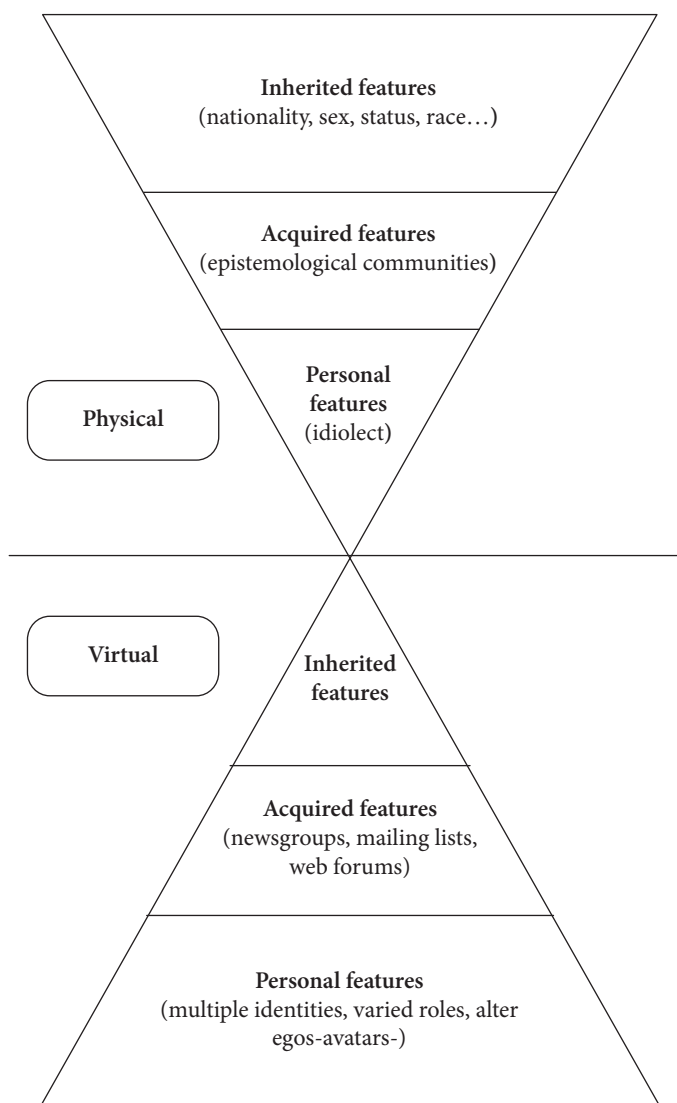 Inherited features
(nationality, sex, status, race…)
Acquired features
(epistemological communities)
Personal
features
(idiolect)
Physical
Virtual
Inherited
features
Acquired features
(newsgroups, mailing lists,
web forums)
Personal features
(multiple identities, varied roles, alter
egos-avatars-)